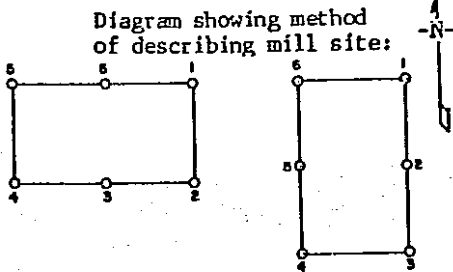 Diagram showing method
of describing mill site:
-N-
5 6 1
4 3 2
6 1
5 2
4 3